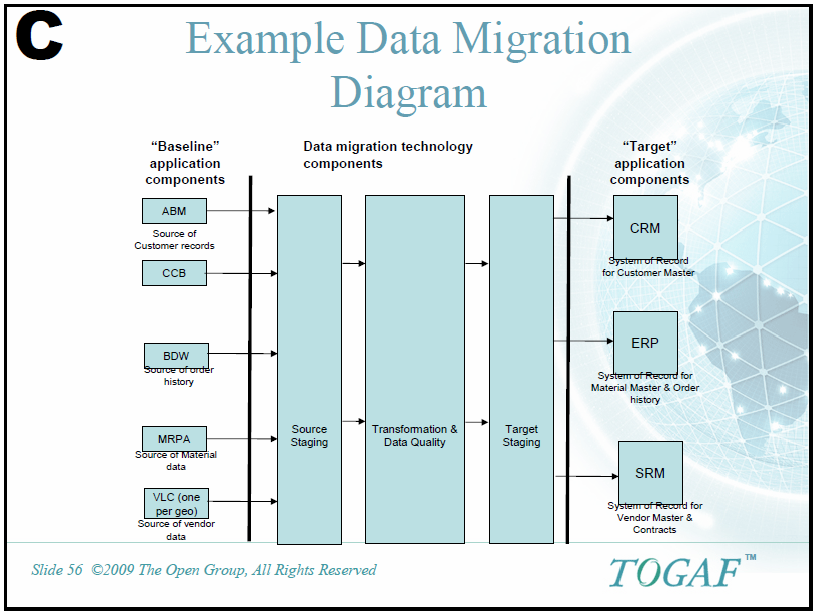 C
Example Data Migration
Diagram
“Baseline”
application
components
Data migration technology
components
“Target”
application
components
ABM
Source of
Customer records
CCB
BDW
Source of order
history
MRPA
Source of Material
data
VLC (one
per geo)
Source of vendor
data
Source
Staging
Transformation &
Data Quality
Target
Staging
CRM
System of Record
for Customer Master
ERP
System of Record for
Material Master & Order
history
SRM
System of Record for
Vendor Master &
Contracts
Slide 56 ©2009 The Open Group, All Rights Reserved
TOGAF™